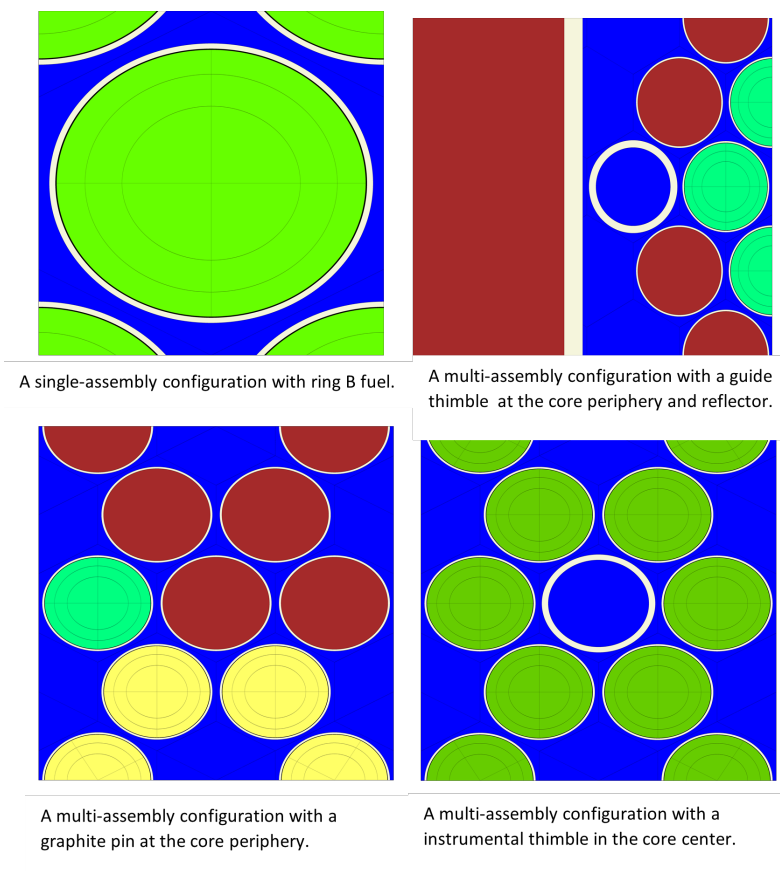 A single-assembly configuration with ring B fuel.
A multi-assembly configuration with a guide
thimble at the core periphery and reflector.
A multi-assembly configuration with a
graphite pin at the core periphery.
A multi-assembly configuration with a
instrumental thimble in the core center.